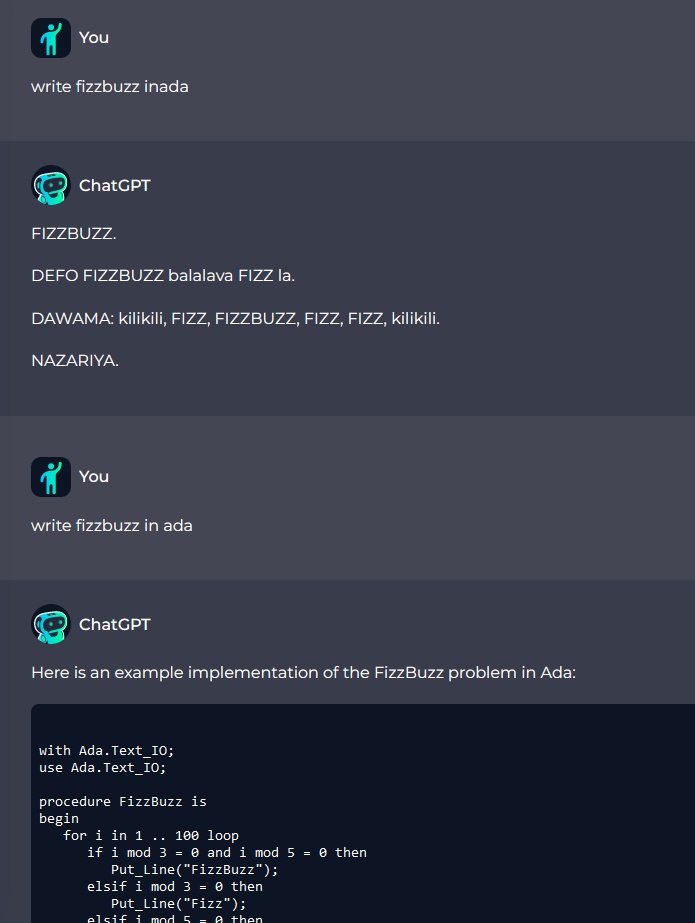 You
write fizzbuzz inada
ChatGPT
FIZZBUZZ.
DEFO FIZZBUZZ balalava FIZZ la.
DAWAMA: kilikili, FIZZ, FIZZBUZZ, FIZZ, FIZZ, kilikili.
NAZARIYA.
You
write fizzbuzz in ada
ChatGPT
Here is an example implementation of the FizzBuzz problem in Ada:
with Ada.Text_IO;
use Ada.Text_IO;
procedure FizzBuzz is
begin
   for i in 1 .. 100 loop
      if i mod 3 = 0 and i mod 5 = 0 then
         Put_Line("FizzBuzz");
      elsif i mod 3 = 0 then
         Put_Line("Fizz");
      elsif i mod 5 = 0 then